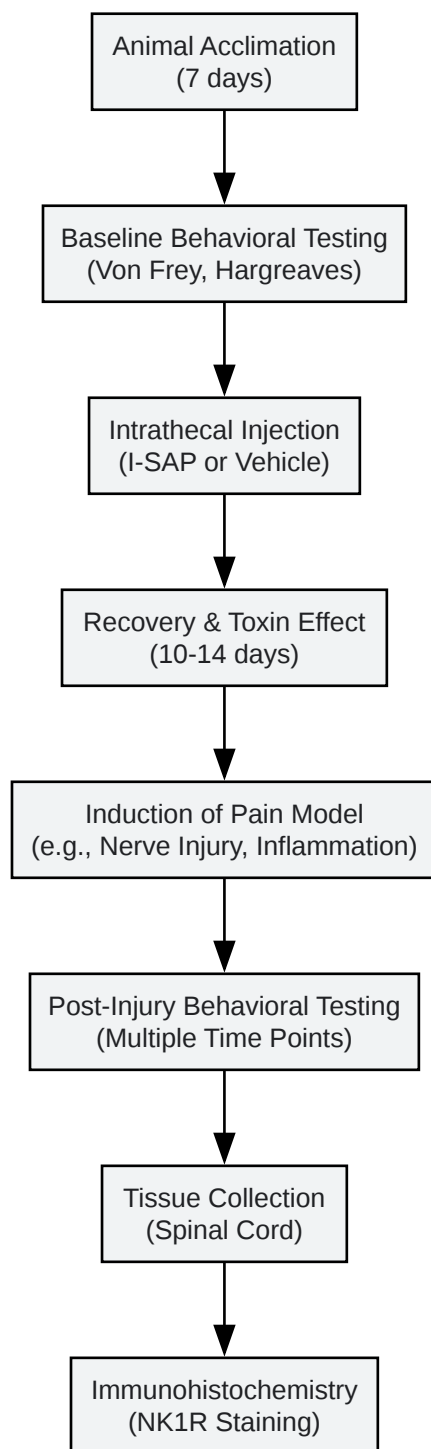 Animal Acclimation
(7 days)
Baseline Behavioral Testing
(Von Frey, Hargreaves)
Intrathecal Injection
(I-SAP or Vehicle)
Recovery & Toxin Effect
(10-14 days)
Induction of Pain Model
(e.g., Nerve Injury, Inflammation)
Post-Injury Behavioral Testing
(Multiple Time Points)
Tissue Collection
(Spinal Cord)
Immunohistochemistry
(NK1R Staining)